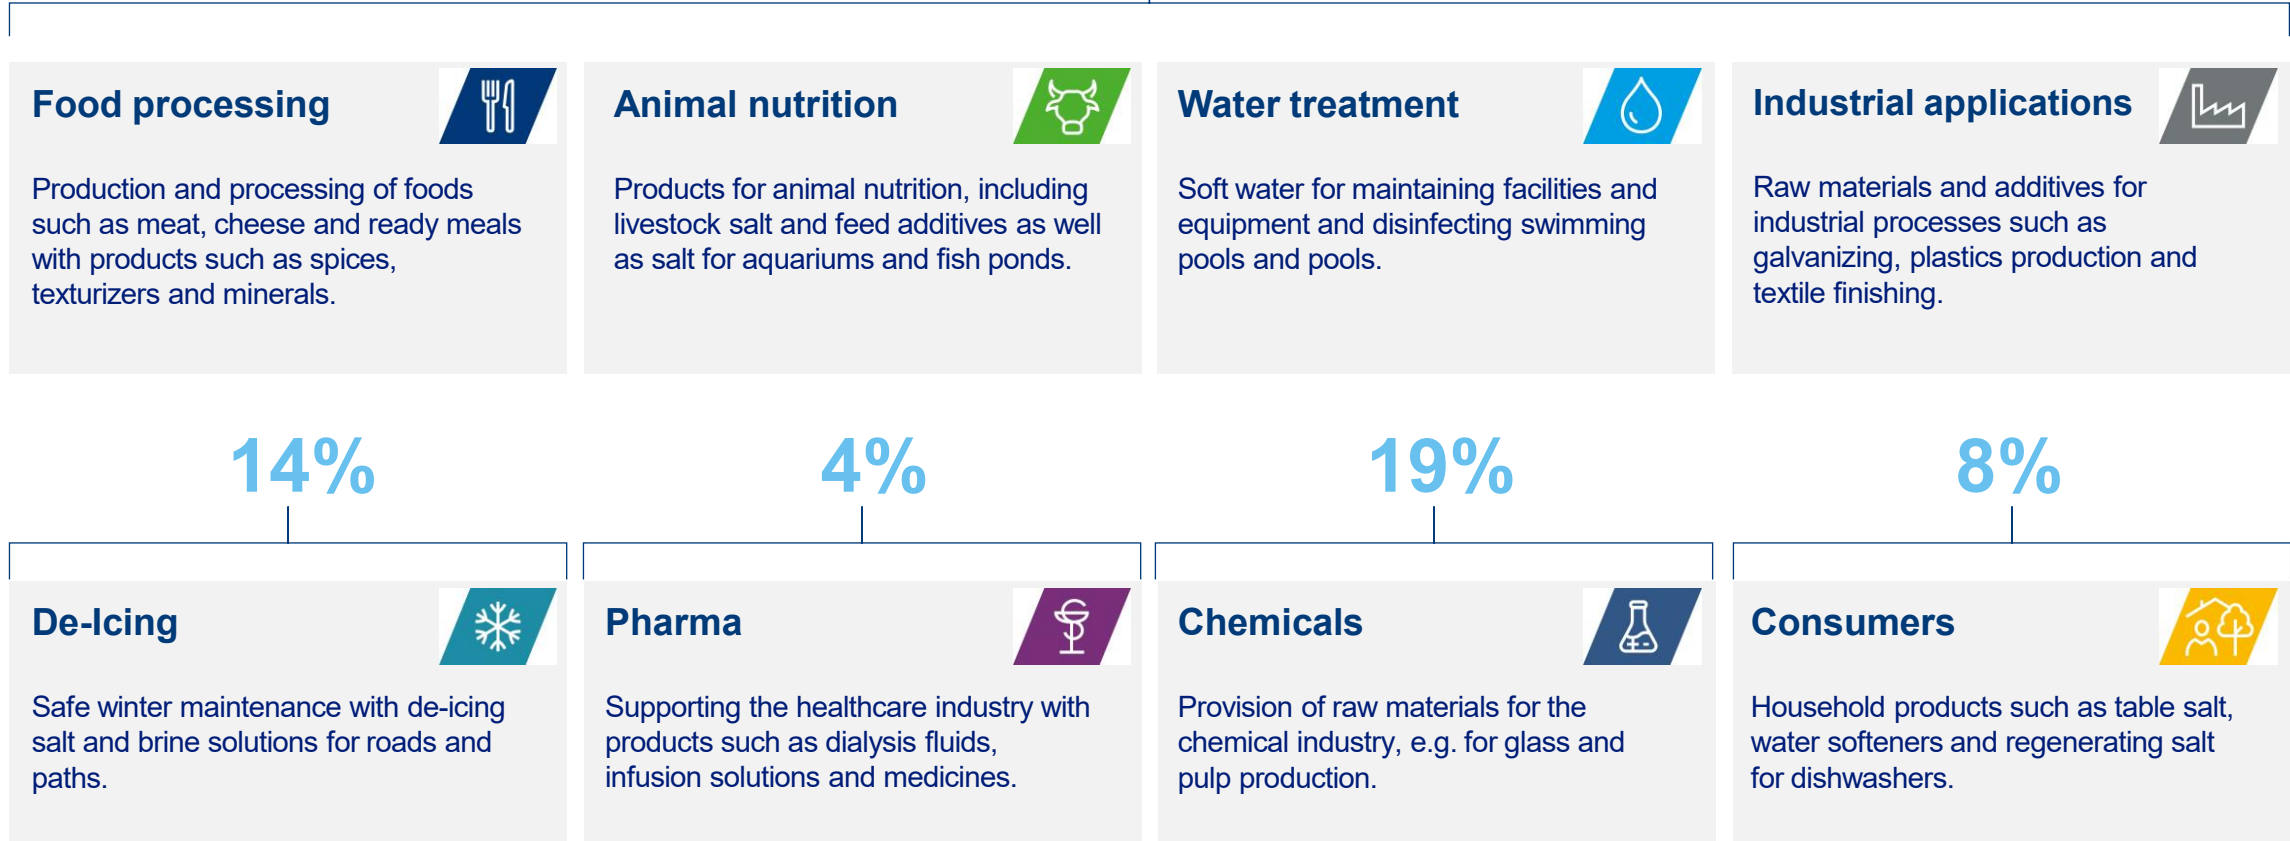 Food processing
Production and processing of foods
such as meat, cheese and ready meals
with products such as spices,
texturizers and minerals.
Animal nutrition
Products for animal nutrition, including
livestock salt and feed additives as well
as salt for aquariums and fish ponds.
Water treatment
Soft water for maintaining facilities and
equipment and disinfecting swimming
pools and pools.
Industrial applications
Raw materials and additives for
industrial processes such as
galvanizing, plastics production and
textile finishing.
14%
4%
19%
8%
De-Icing
Safe winter maintenance with de-icing
salt and brine solutions for roads and
paths.
Pharma
Supporting the healthcare industry with
products such as dialysis fluids,
infusion solutions and medicines.
Chemicals
Provision of raw materials for the
chemical industry, e.g. for glass and
pulp production.
Consumers
Household products such as table salt,
water softeners and regenerating salt
for dishwashers.